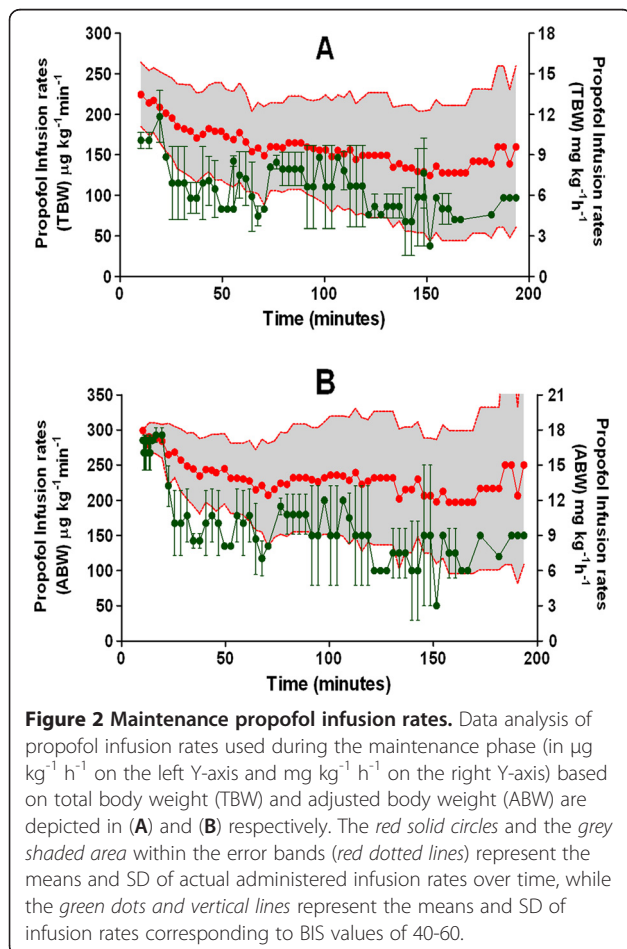 A
Propofol Infusion rates
(TBW) μg kg⁻¹min⁻¹
300
250
200
150
100
50
0
18
15
12
9
6
3
0
Propofol Infusion rates
(TBW) mg kg⁻¹h⁻¹
0 50 100 150 200
Time (minutes)
B
Propofol Infusion rates
(ABW) μg kg⁻¹min⁻¹
350
300
250
200
150
100
50
0
21
18
15
12
9
6
3
0
Propofol Infusion rates
(ABW) mg kg⁻¹h⁻¹
0 50 100 150 200
Time (minutes)
Figure 2 Maintenance propofol infusion rates. Data analysis of
propofol infusion rates used during the maintenance phase (in μg
kg⁻¹ h⁻¹ on the left Y-axis and mg kg⁻¹ h⁻¹ on the right Y-axis) based
on total body weight (TBW) and adjusted body weight (ABW) are
depicted in (A) and (B) respectively. The red solid circles and the grey
shaded area within the error bands (red dotted lines) represent the
means and SD of actual administered infusion rates over time, while
the green dots and vertical lines represent the means and SD of
infusion rates corresponding to BIS values of 40-60.